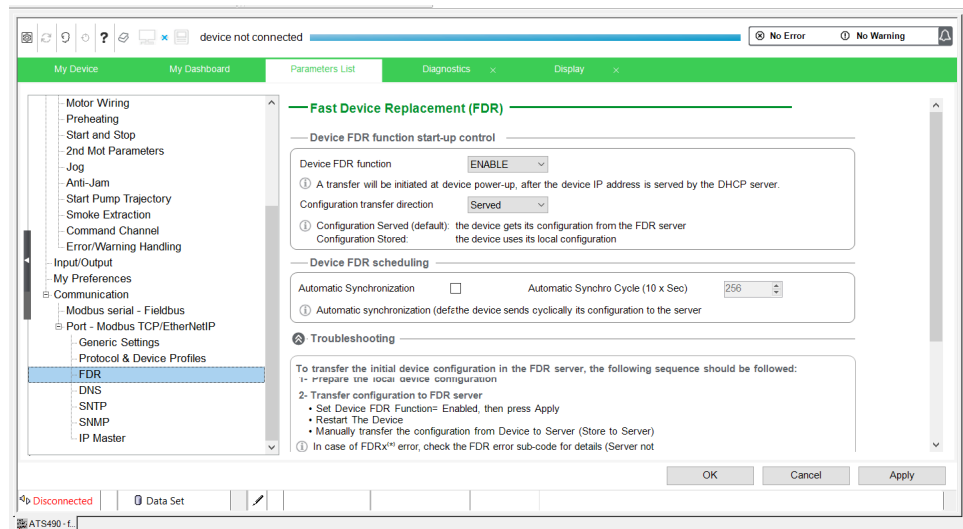 device not connected
No Error
No Warning
My Device
My Dashboard
Parameters List
Diagnostics
Display
Motor Wiring
Preheating
Start and Stop
2nd Mot Parameters
Jog
Anti-Jam
Start Pump Trajectory
Smoke Extraction
Command Channel
Error/Warning Handling
Input/Output
My Preferences
Communication
Modbus serial - Fieldbus
Port - Modbus TCP/EtherNetIP
Generic Settings
Protocol & Device Profiles
FDR
DNS
SNTP
SNMP
IP Master
Fast Device Replacement (FDR)
Device FDR function start-up control
Device FDR function ENABLE
A transfer will be initiated at device power-up, after the device IP address is served by the DHCP server.
Configuration transfer direction Served
Configuration Served (default): the device gets its configuration from the FDR server
Configuration Stored: the device uses its local configuration
Device FDR scheduling
Automatic Synchronization Automatic Synchro Cycle (10 x Sec) 256
Automatic synchronization (defa the device sends cyclically its configuration to the server
Troubleshooting
To transfer the initial device configuration in the FDR server, the following sequence should be followed:
1- Prepare the local device configuration
2- Transfer configuration to FDR server
• Set Device FDR Function= Enabled, then press Apply
• Restart The Device
• Manually transfer the configuration from Device to Server (Store to Server)
In case of FDRx(*) error, check the FDR error sub-code for details (Server not
OK
Cancel
Apply
Disconnected
Data Set
ATS490 - f...